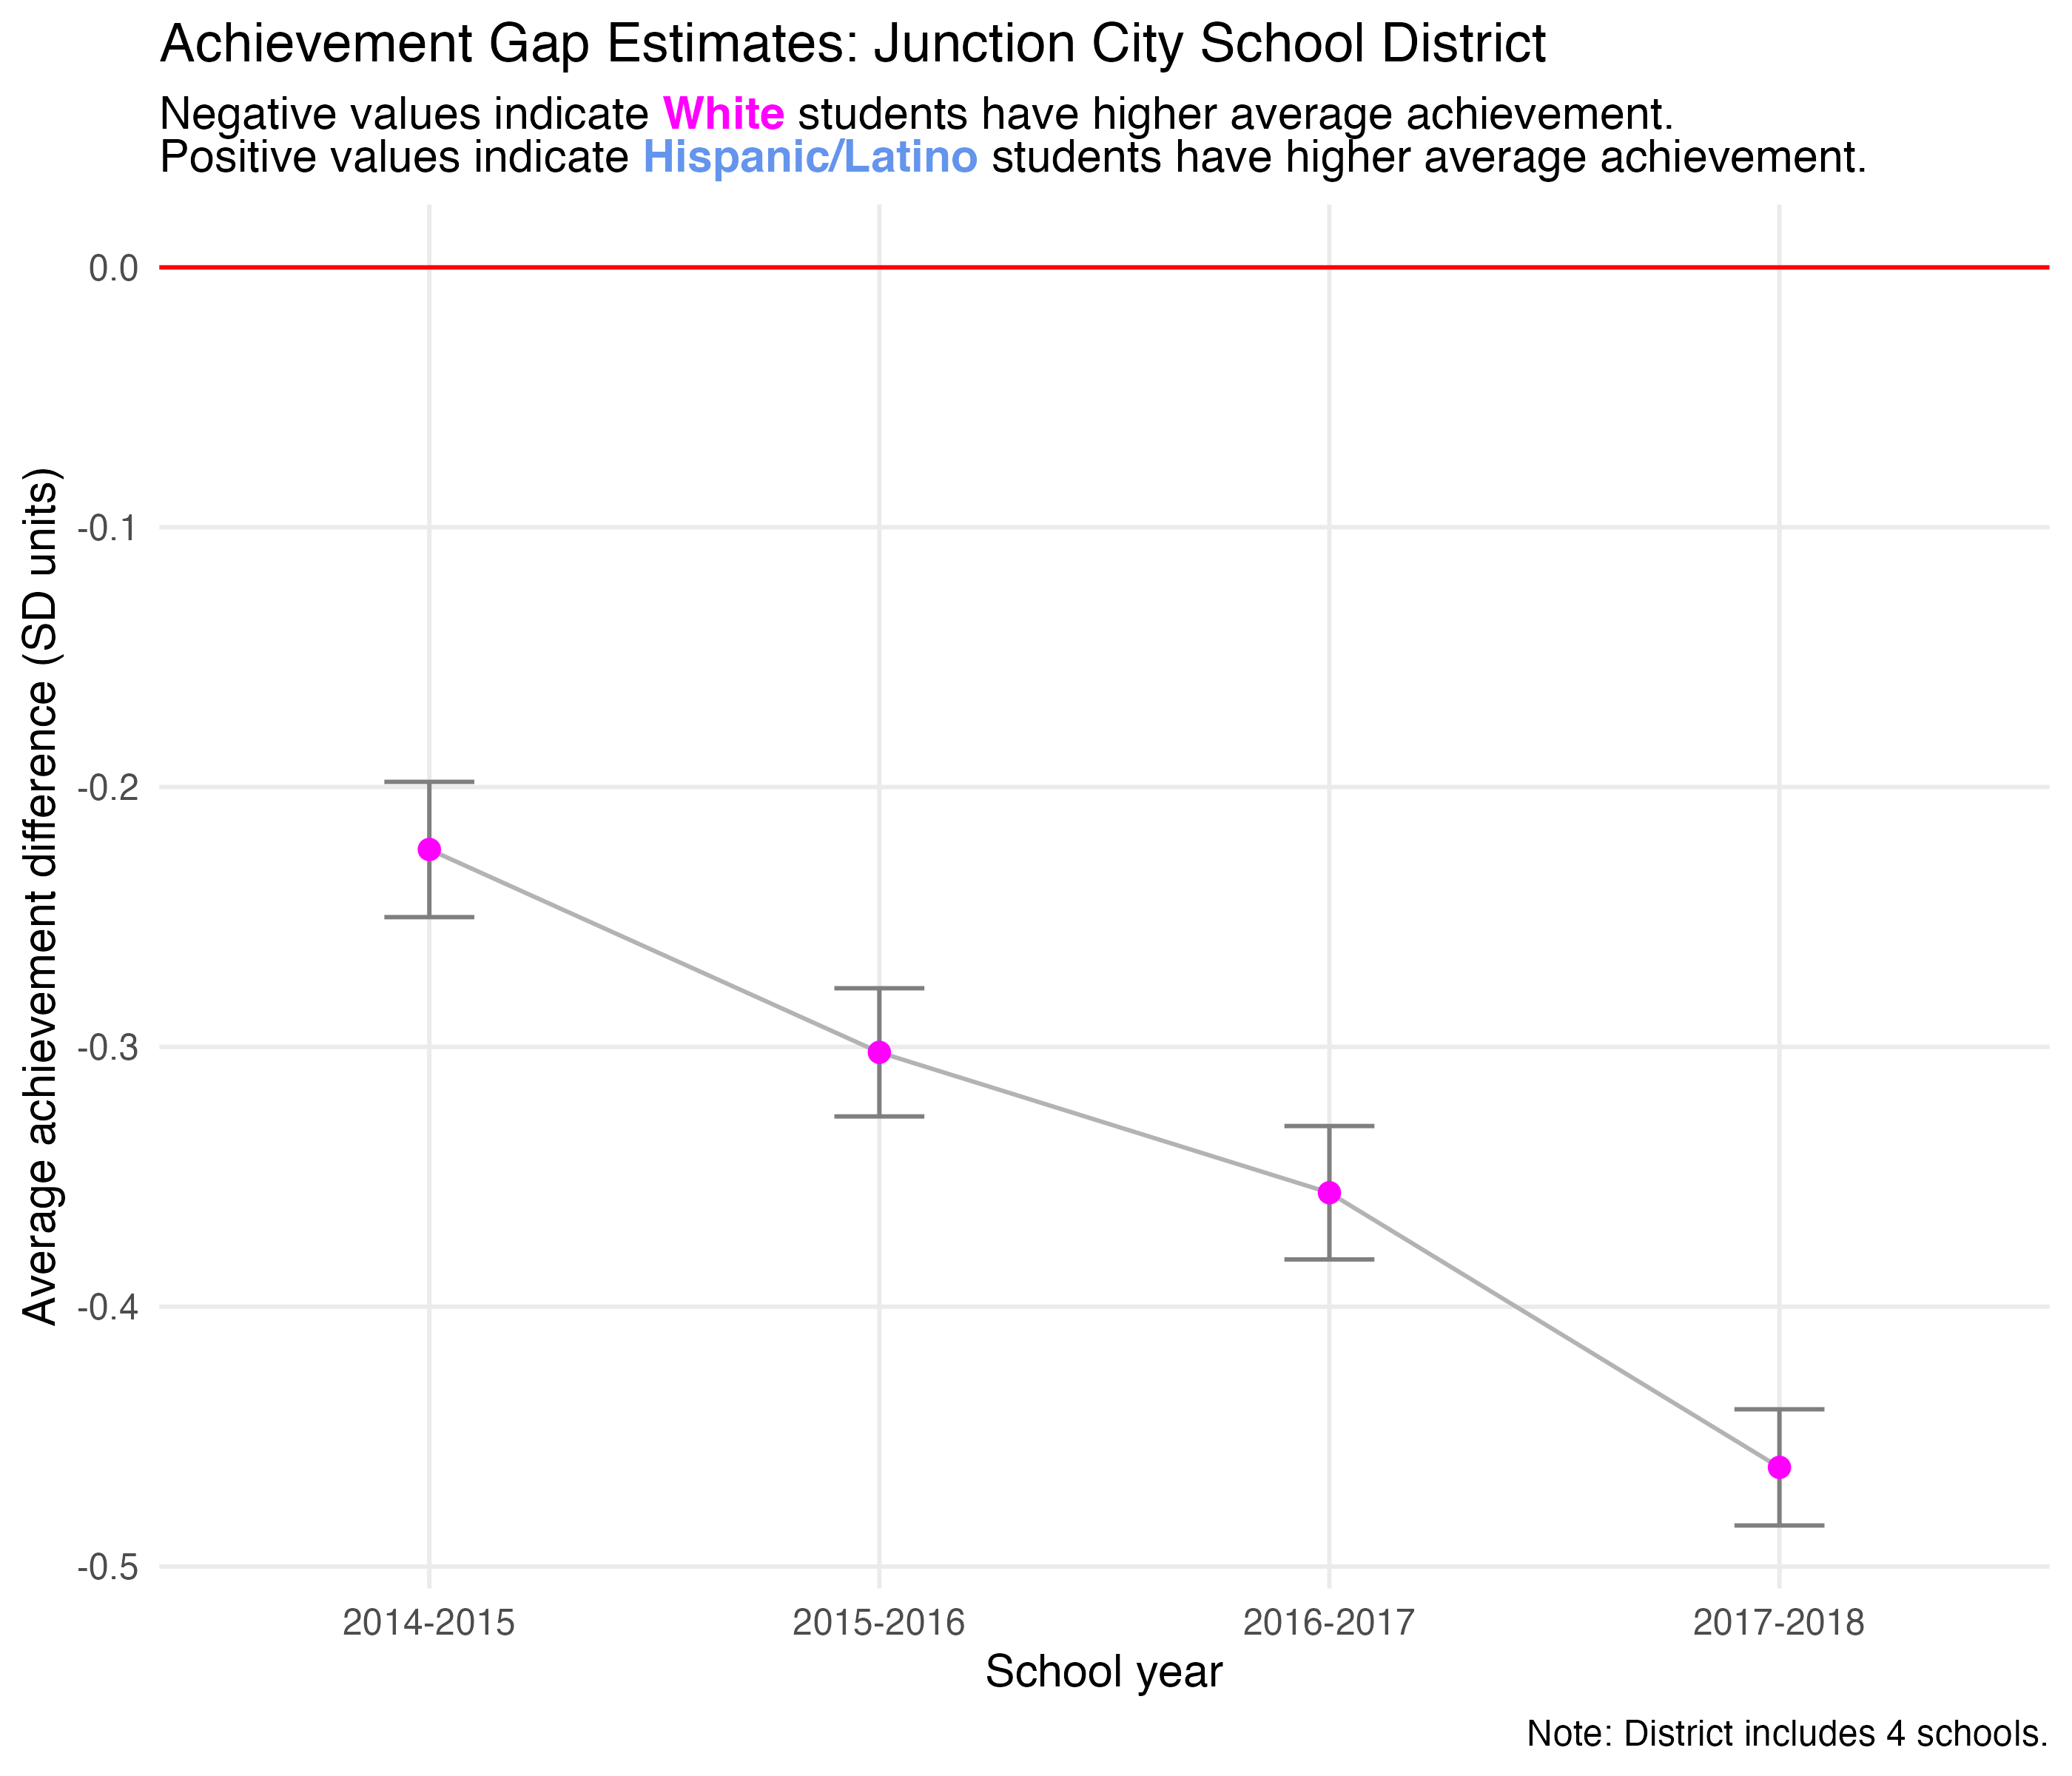 Achievement Gap Estimates: Junction City School District
Negative values indicate White students have higher average achievement.
Positive values indicate Hispanic/Latino students have higher average achievement.
Average achievement difference (SD units)
0.0
-0.1
-0.2
-0.3
-0.4
-0.5
2014-2015 2015-2016 2016-2017 2017-2018
School year
Note: District includes 4 schools.